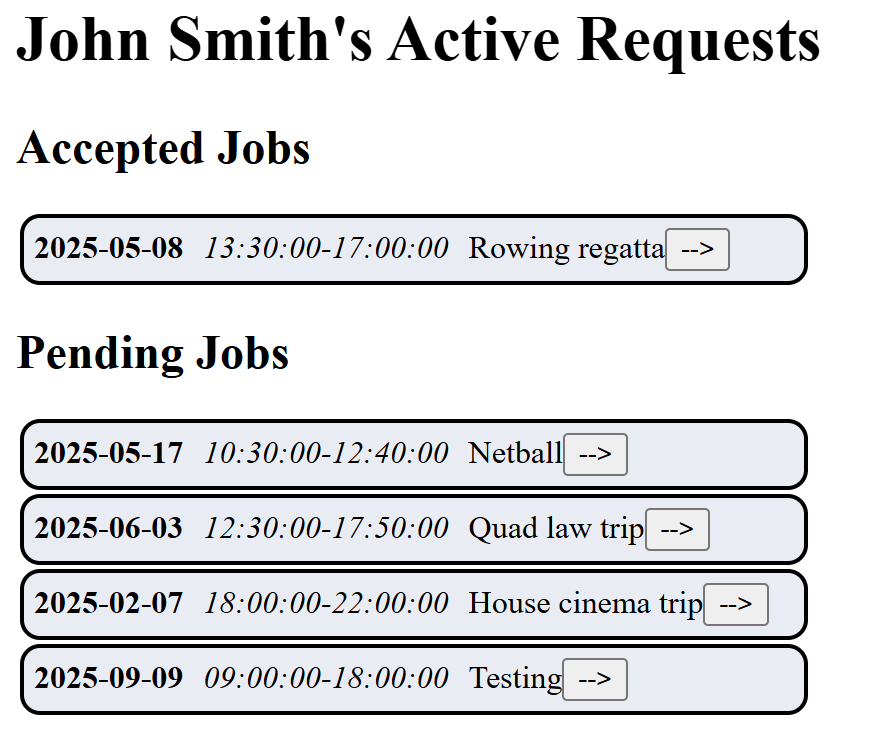 John Smith's Active Requests
Accepted Jobs
2025-05-08 13:30:00-17:00:00 Rowing regatta -->
Pending Jobs
2025-05-17 10:30:00-12:40:00 Netball -->
2025-06-03 12:30:00-17:50:00 Quad law trip -->
2025-02-07 18:00:00-22:00:00 House cinema trip -->
2025-09-09 09:00:00-18:00:00 Testing -->